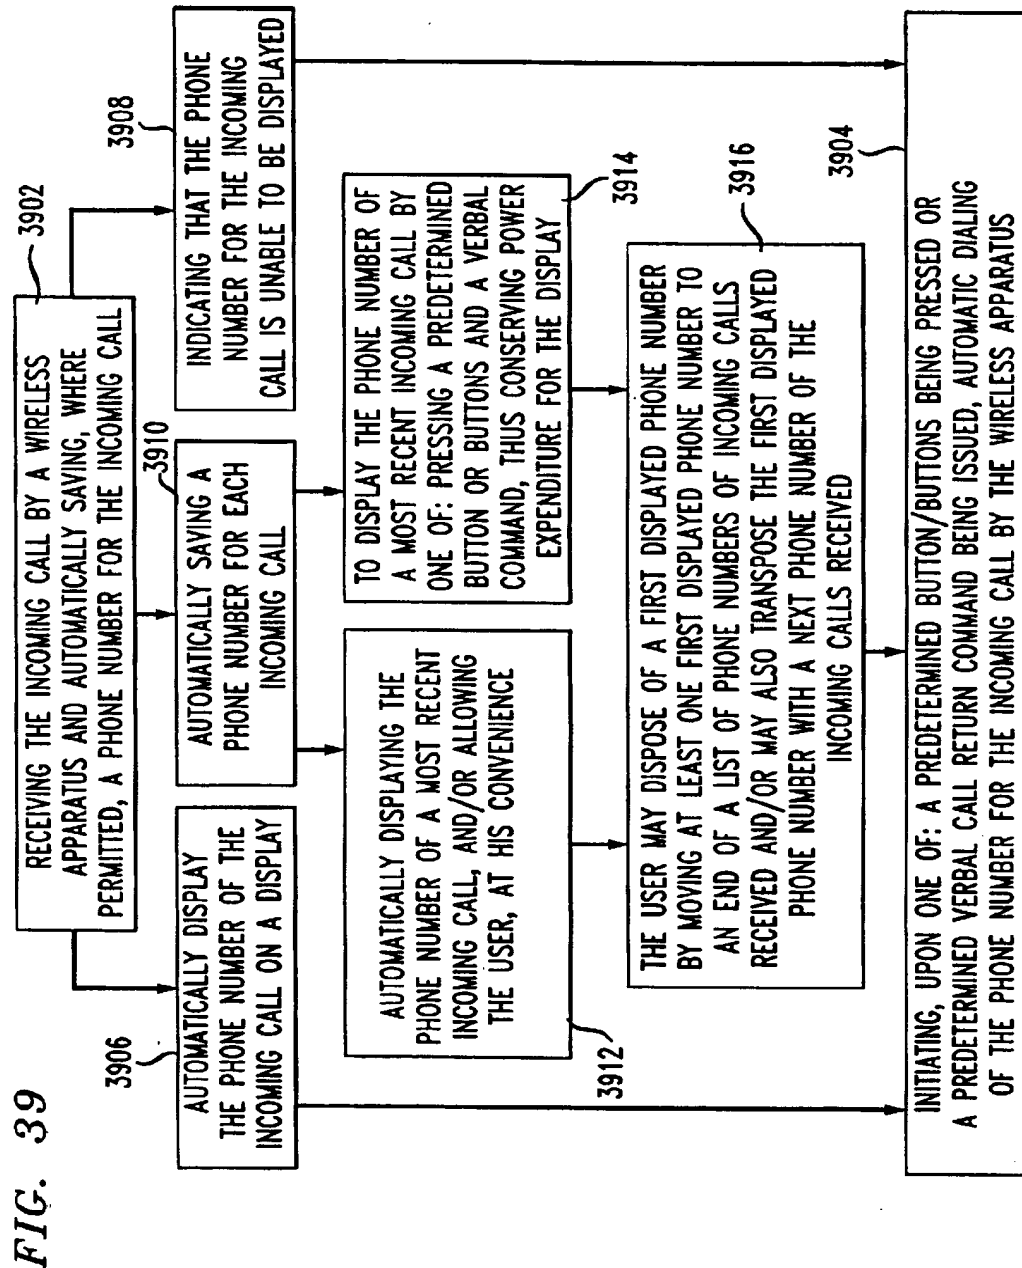 FIG. 39
3902
RECEIVING THE INCOMING CALL BY A WIRELESS
APPARATUS AND AUTOMATICALLY SAVING, WHERE
PERMITTED, A PHONE NUMBER FOR THE INCOMING CALL
3906
AUTOMATICALLY DISPLAY
THE PHONE NUMBER OF THE
INCOMING CALL ON A DISPLAY
3910
AUTOMATICALLY SAVING A
PHONE NUMBER FOR EACH
INCOMING CALL
3908
INDICATING THAT THE PHONE
NUMBER FOR THE INCOMING
CALL IS UNABLE TO BE DISPLAYED
AUTOMATICALLY DISPLAYING THE
PHONE NUMBER OF A MOST RECENT
INCOMING CALL, AND/OR ALLOWING
THE USER, AT HIS CONVENIENCE
3912
TO DISPLAY THE PHONE NUMBER OF
A MOST RECENT INCOMING CALL BY
ONE OF: PRESSING A PREDETERMINED
BUTTON OR BUTTONS AND A VERBAL
COMMAND, THUS CONSERVING POWER
EXPENDITURE FOR THE DISPLAY
3914
THE USER MAY DISPOSE OF A FIRST DISPLAYED PHONE NUMBER
BY MOVING AT LEAST ONE FIRST DISPLAYED PHONE NUMBER TO
AN END OF A LIST OF PHONE NUMBERS OF INCOMING CALLS
RECEIVED AND/OR MAY ALSO TRANSPOSE THE FIRST DISPLAYED
PHONE NUMBER WITH A NEXT PHONE NUMBER OF THE
INCOMING CALLS RECEIVED
3916
3904
INITIATING, UPON ONE OF: A PREDETERMINED BUTTON/BUTTONS BEING PRESSED OR
A PREDETERMINED VERBAL CALL RETURN COMMAND BEING ISSUED, AUTOMATIC DIALING
OF THE PHONE NUMBER FOR THE INCOMING CALL BY THE WIRELESS APPARATUS